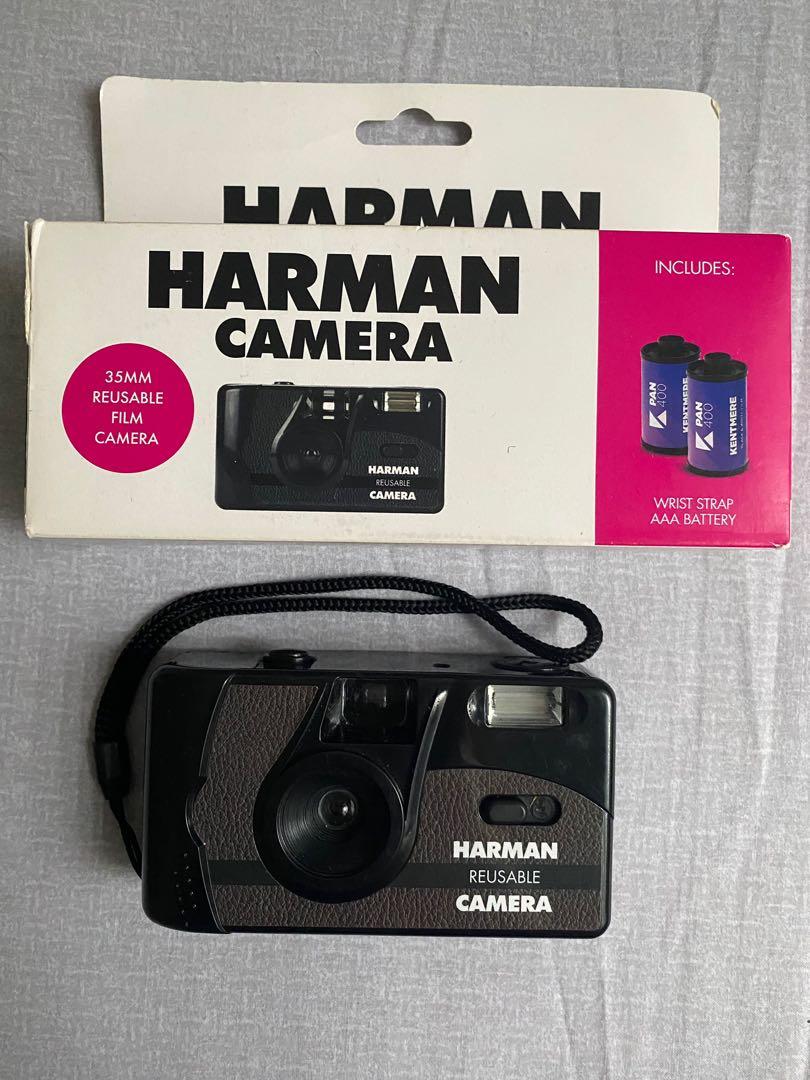 HARMAN
HARMAN
CAMERA
35MM
REUSABLE
FILM
CAMERA
HARMAN
REUSABLE
CAMERA
INCLUDES:
PAN
400
KENTMERE
PAN
400
KENTMERE
WRIST STRAP
AAA BATTERY
HARMAN
REUSABLE
CAMERA